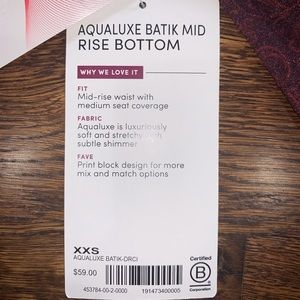 AQUALUXE BATIK MID
RISE BOTTOM
WHY WE LOVE IT
FIT
Mid-rise waist with
medium seat coverage
FABRIC
Aqualuxe is luxuriously
soft and stretchy with
subtle shimmer
FAVE
Print block design for more
mix and match options
XXS
AQUALUXE BATIK-DRCI
$59.00
453784-00-2-0000
191473400005
Certified
B
Corporation